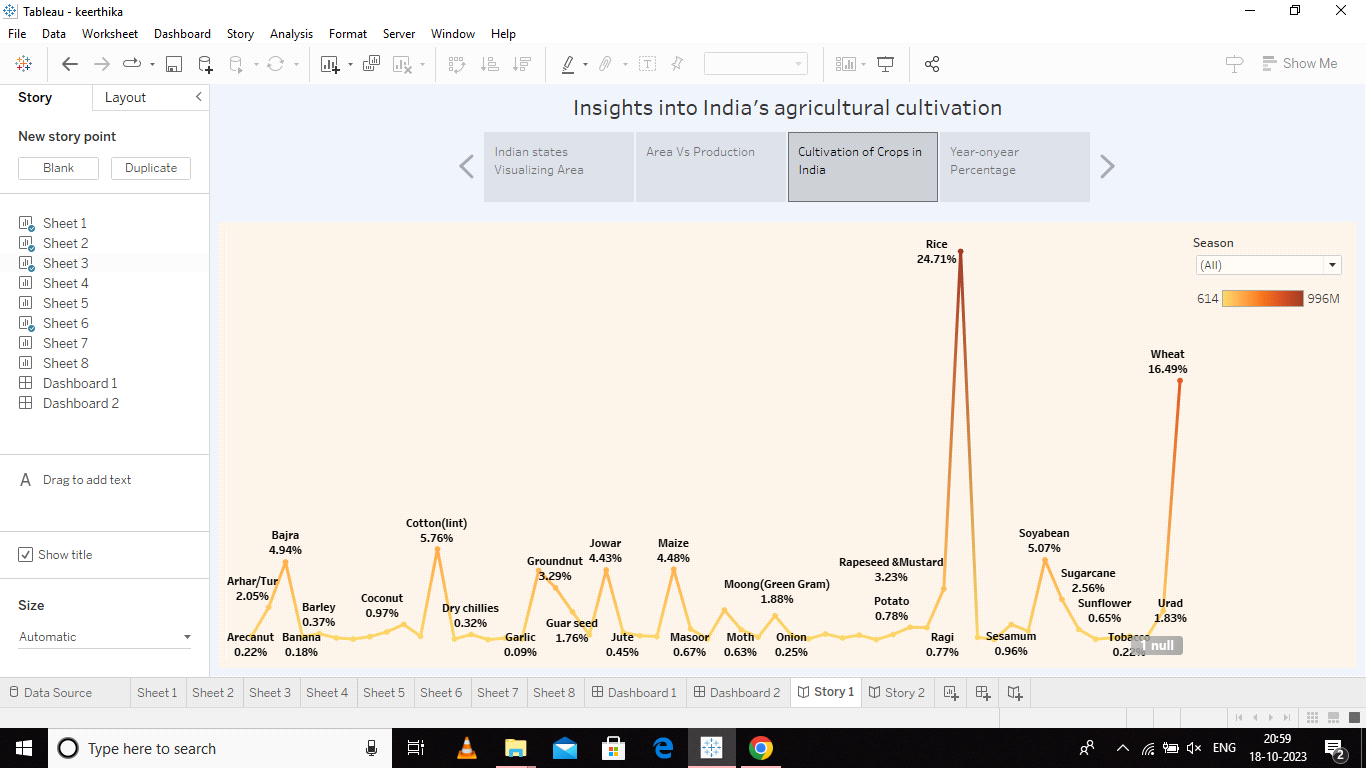 Tableau - keerthika
File Data Worksheet Dashboard Story Analysis Format Server Window Help
Show Me
Story Layout
New story point
Blank Duplicate
Sheet 1
Sheet 2
Sheet 3
Sheet 4
Sheet 5
Sheet 6
Sheet 7
Sheet 8
Dashboard 1
Dashboard 2
A Drag to add text
Show title
Size
Automatic
Insights into India's agricultural cultivation
Indian states
Visualizing Area
Area Vs Production
Cultivation of Crops in
India
Year-onyear
Percentage
Season
(All)
614 996M
Rice
24.71%
Wheat
16.49%
Cotton(lint)
5.76%
Bajra
4.94%
Soyabean
5.07%
Jowar
4.43%
Maize
4.48%
Groundnut
3.29%
Rapeseed &Mustard
3.23%
Arhar/Tur
2.05%
Moong(Green Gram)
1.88%
Sugarcane
2.56%
Barley
0.37%
Coconut
0.97%
Dry chillies
0.32%
Guar seed
1.76%
Potato
0.78%
Sunflower
0.65%
Urad
1.83%
Arecanut
0.22%
Banana
0.18%
Garlic
0.09%
Jute
0.45%
Masoor
0.67%
Moth
0.63%
Onion
0.25%
Ragi
0.77%
Sesamum
0.96%
Tobacco
0.22%
1 null
Data Source Sheet 1 Sheet 2 Sheet 3 Sheet 4 Sheet 5 Sheet 6 Sheet 7 Sheet 8 Dashboard 1 Dashboard 2 Story 1 Story 2
Type here to search
ENG
20:59
18-10-2023
2